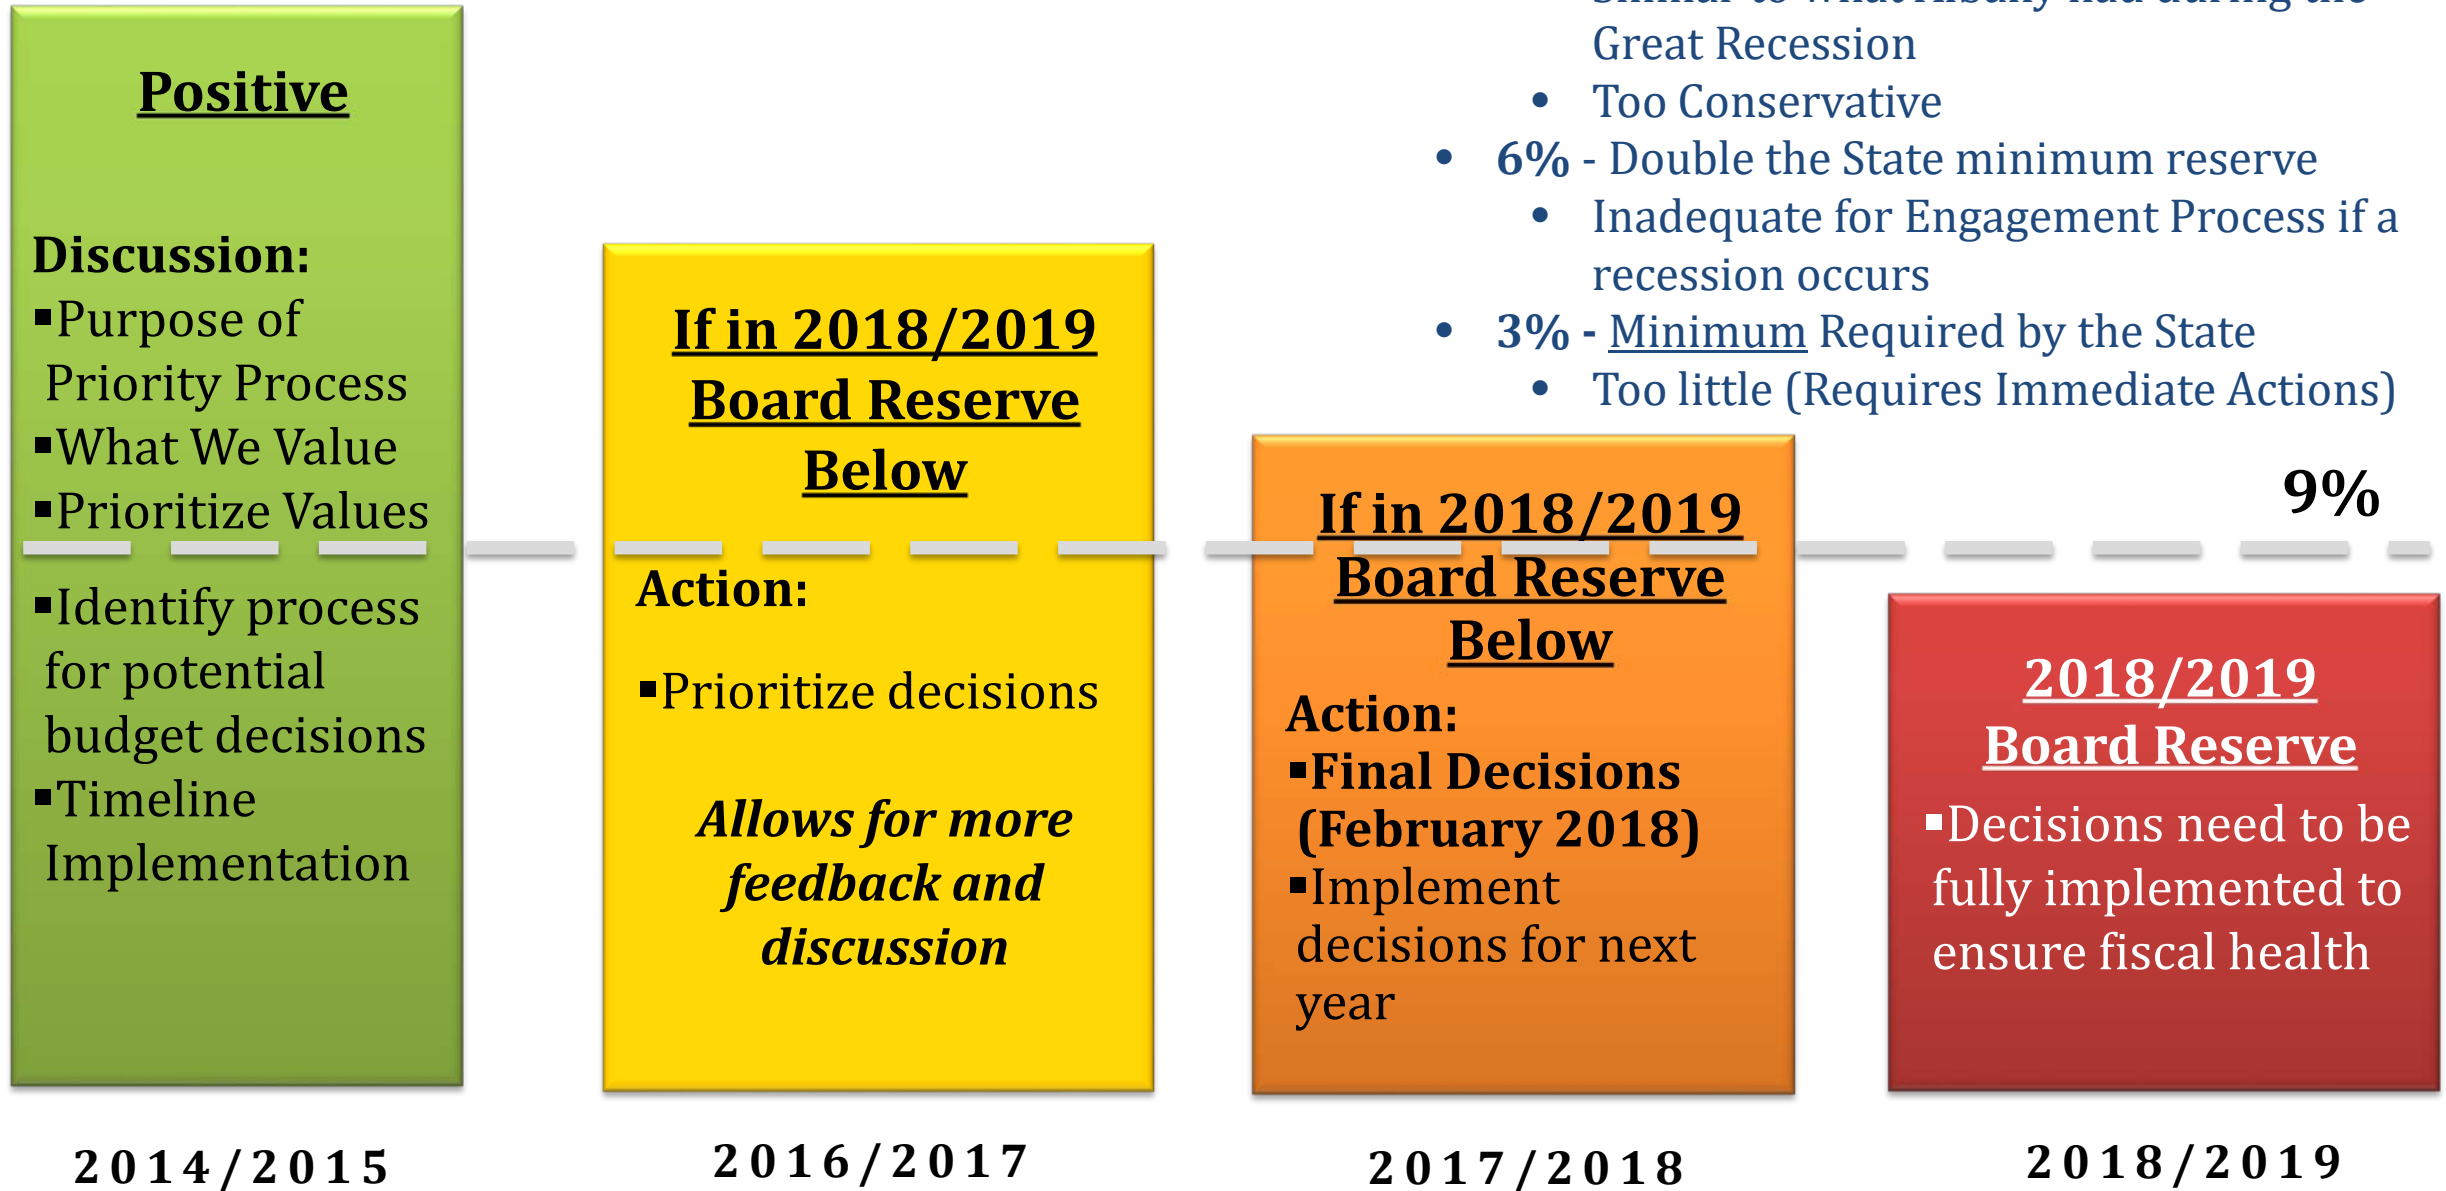 Great Recession
• Too Conservative
• 6% - Double the State minimum reserve
• Inadequate for Engagement Process if a
recession occurs
• 3% - Minimum Required by the State
• Too little (Requires Immediate Actions)
Positive
Discussion:
▪Purpose of
Priority Process
▪What We Value
▪Prioritize Values
▪Identify process
for potential
budget decisions
▪Timeline
Implementation
2014/2015
If in 2018/2019
Board Reserve
Below
Action:
▪Prioritize decisions
Allows for more
feedback and
discussion
2016/2017
If in 2018/2019
Board Reserve
Below
Action:
▪Final Decisions
(February 2018)
▪Implement
decisions for next
year
2017/2018
9%
2018/2019
Board Reserve
▪Decisions need to be
fully implemented to
ensure fiscal health
2018/2019